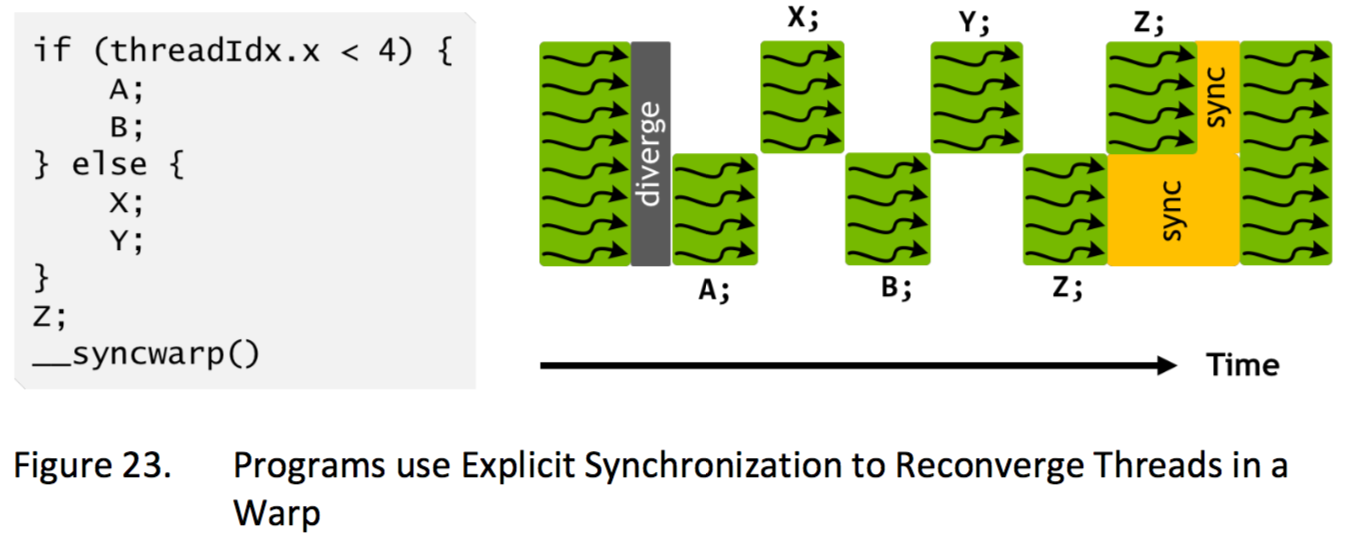 if (threadIdx.x < 4) {
    A;
    B;
} else {
    X;
    Y;
}
Z;
__syncwarp()
X;
Y;
Z;
diverge
sync
sync
A;
B;
Z;
Time
Figure 23. Programs use Explicit Synchronization to Reconverge Threads in a
Warp